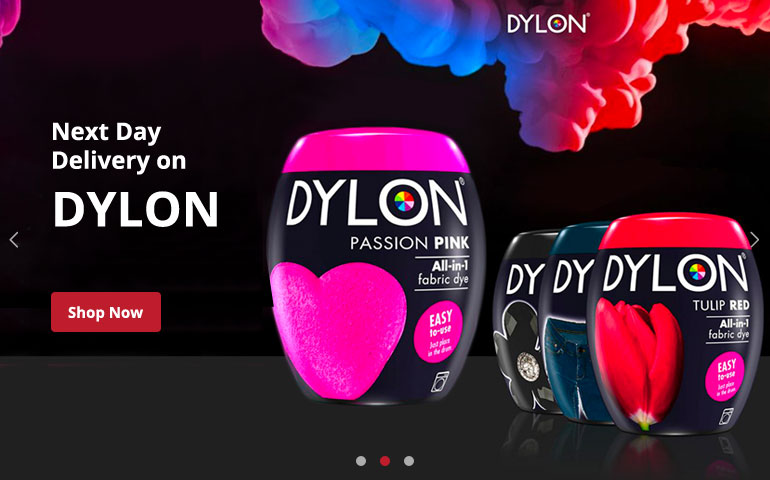 DYLON
Next Day
Delivery on
DYLON
Shop Now
DYLON
PASSION PINK
All-in-1
fabric dye
EASY
to-use
Just place
in the drum
DY
DY
DYLON
TULIP RED
All-in-1
fabric dye
EASY
to-use
Just place
in the drum